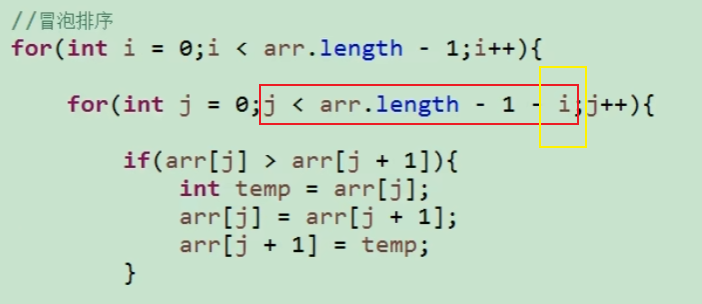 //冒泡排序
for(int i = 0;i < arr.length - 1;i++){
for(int j = 0;j < arr.length - 1 - i;j++){
if(arr[j] > arr[j + 1]){
int temp = arr[j];
arr[j] = arr[j + 1];
arr[j + 1] = temp;
}